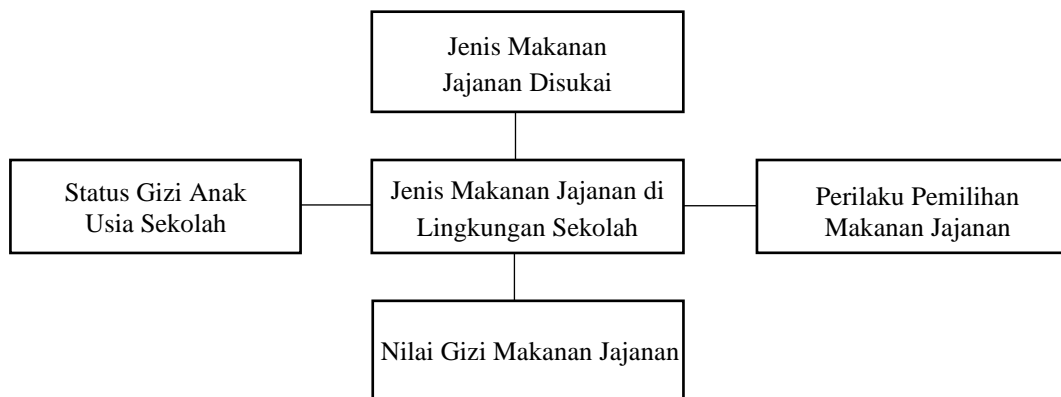 Jenis Makanan
Jajanan Disukai
Status Gizi Anak
Usia Sekolah
Jenis Makanan Jajanan di
Lingkungan Sekolah
Perilaku Pemilihan
Makanan Jajanan
Nilai Gizi Makanan Jajanan